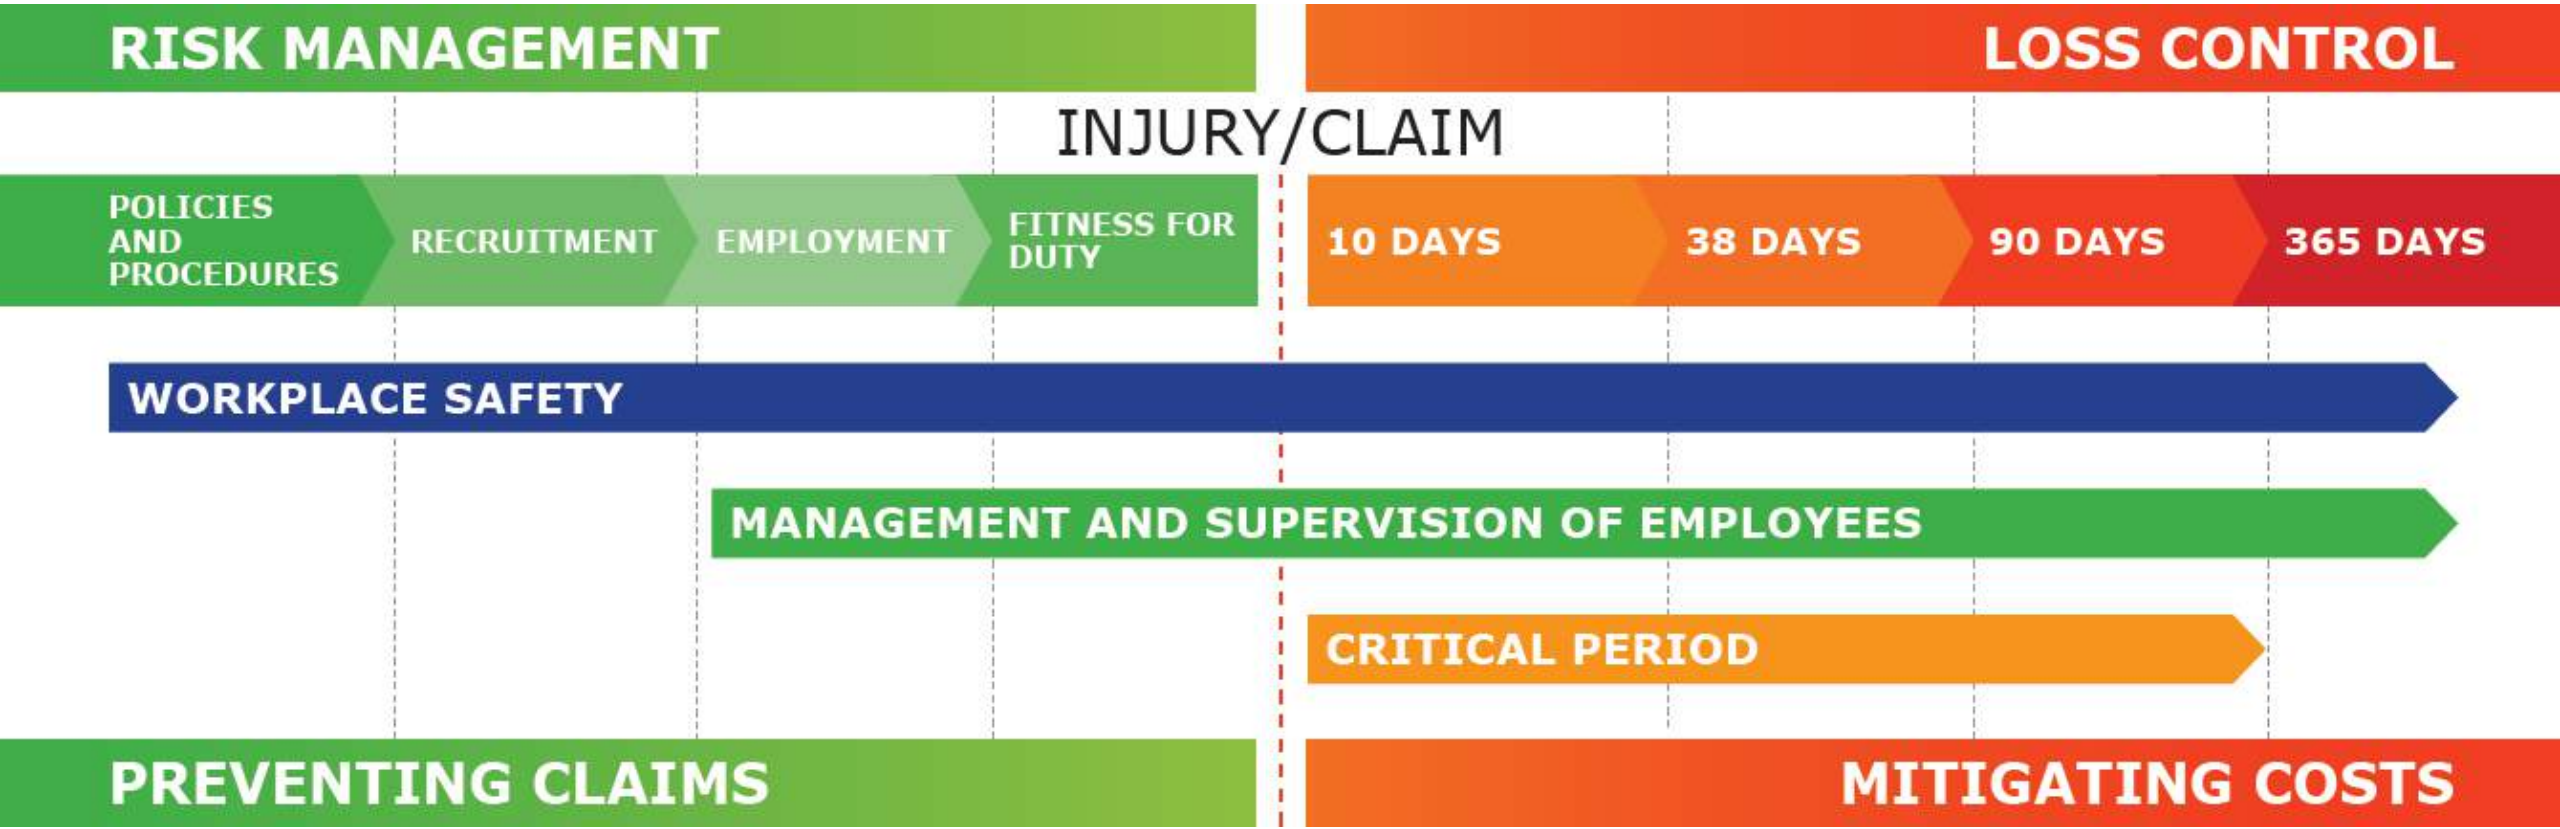 RISK MANAGEMENT
LOSS CONTROL
INJURY/CLAIM
POLICIES
AND
PROCEDURES
RECRUITMENT
EMPLOYMENT
FITNESS FOR
DUTY
10 DAYS
38 DAYS
90 DAYS
365 DAYS
WORKPLACE SAFETY
MANAGEMENT AND SUPERVISION OF EMPLOYEES
CRITICAL PERIOD
PREVENTING CLAIMS
MITIGATING COSTS